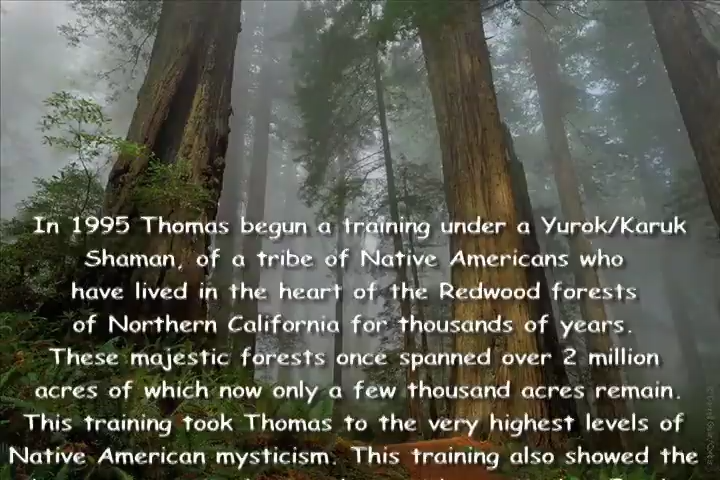 In 1995 Thomas begun a training under a Yurok/Karuk
Shaman, of a tribe of Native Americans who
have lived in the heart of the Redwood forests
of Northern California for thousands of years.
These majestic forests once spanned over 2 million
acres of which now only a few thousand acres remain.
This training took Thomas to the very highest levels of
Native American mysticism. This training also showed the